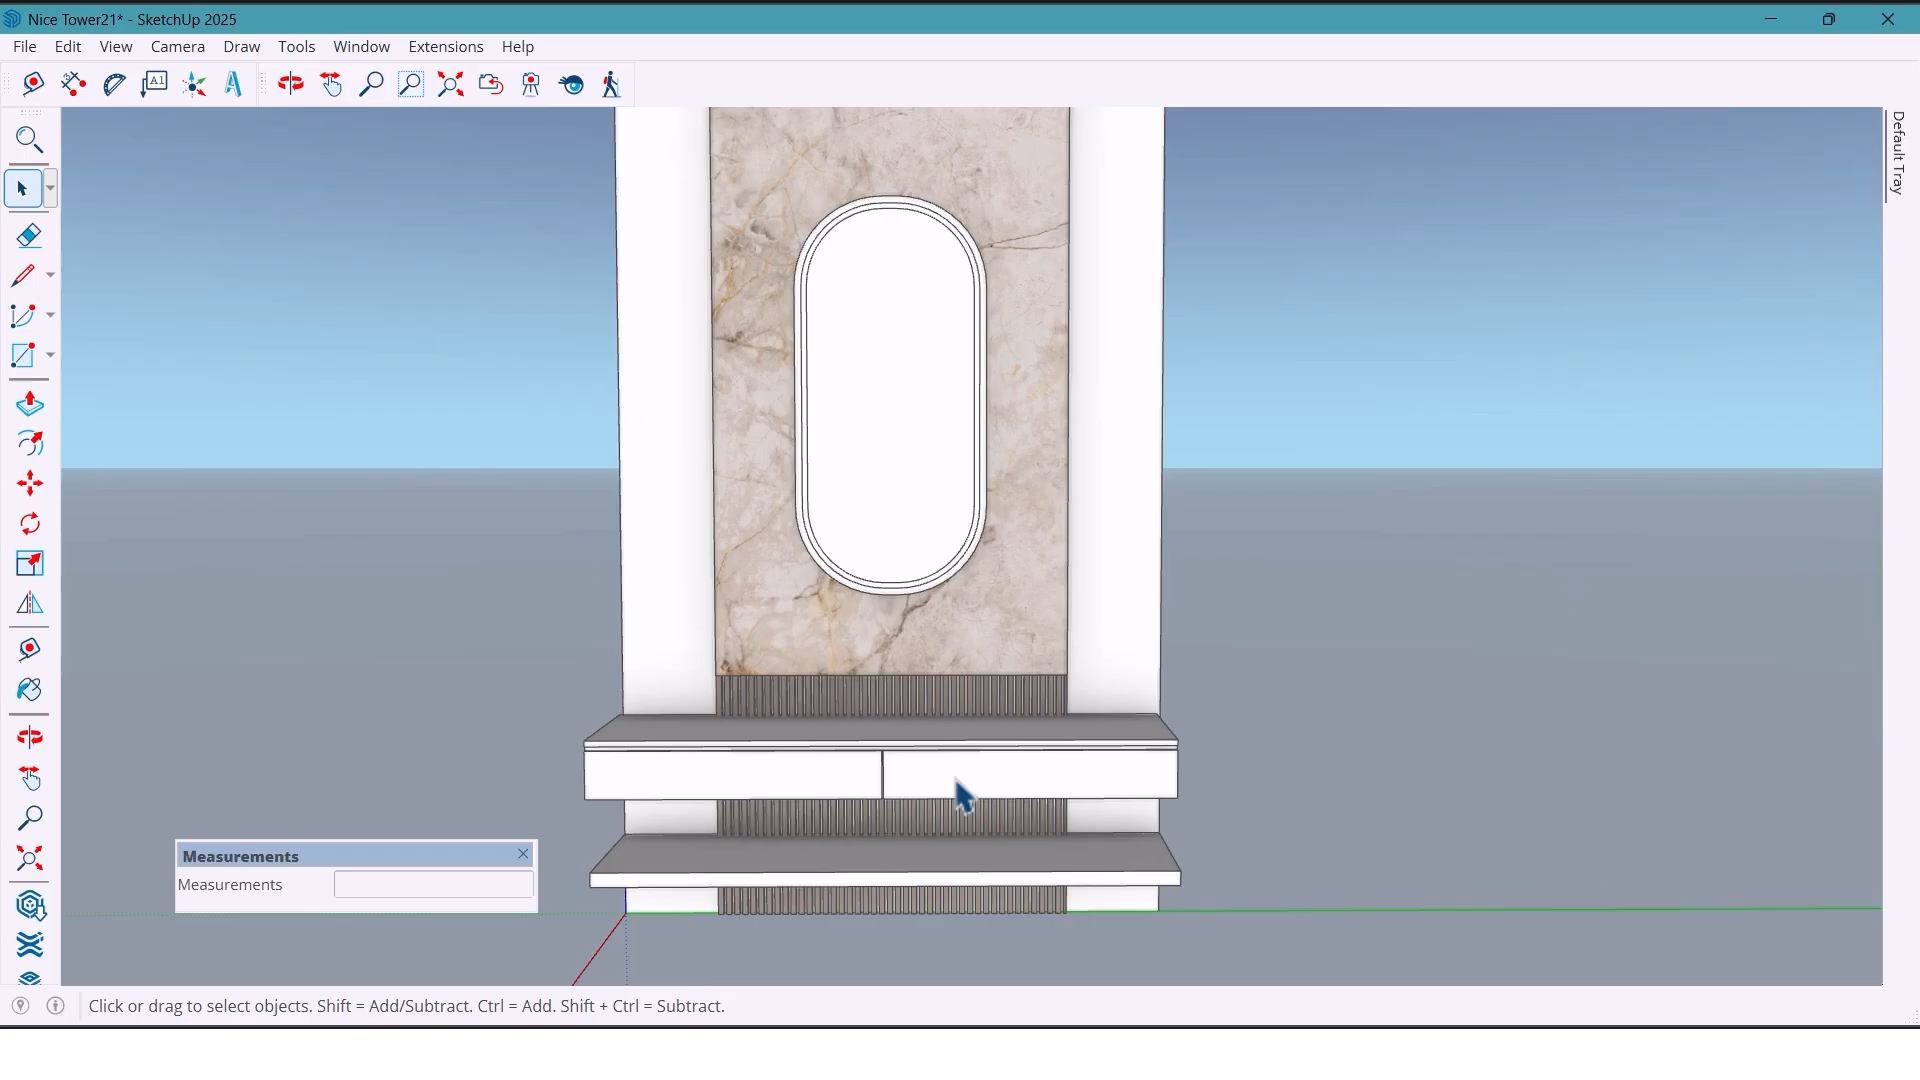 Nice Tower21* - SketchUp 2025
File Edit View Camera Draw Tools Window Extensions Help
A1
Default Tray
Measurements
Measurements
Click or drag to select objects. Shift = Add/Subtract. Ctrl = Add. Shift + Ctrl = Subtract.